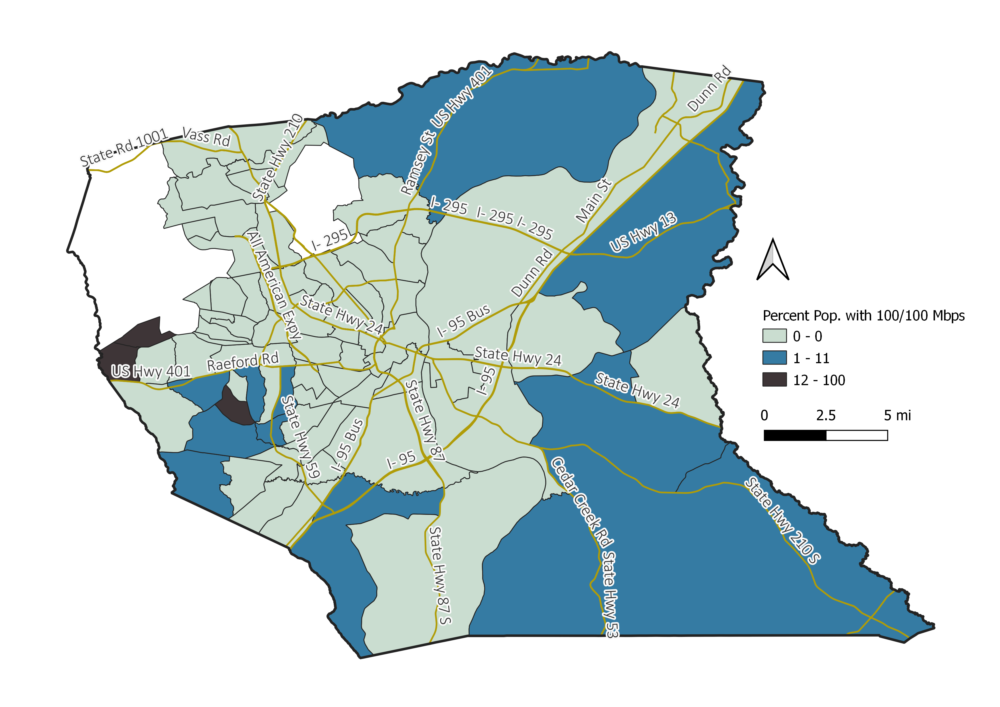 US Hwy 401
Dunn Rd
State Hwy 210
State Rd 1001
Vass Rd
Ramsey St
Main St
I- 295
I- 295
I- 295
US Hwy 13
I- 295
All American Expy
Dunn Rd
State Hwy 24
I- 95 Bus
Percent Pop. with 100/100 Mbps
0 - 0
1 - 11
12 - 100
State Hwy 24
Raeford Rd
US Hwy 401
I- 95
State Hwy 24
0 2.5 5 mi
State Hwy 59
State Hwy 87
I- 95 Bus
I- 95
Cedar Creek Rd
State Hwy 210 S
State Hwy 87 S
State Hwy 53